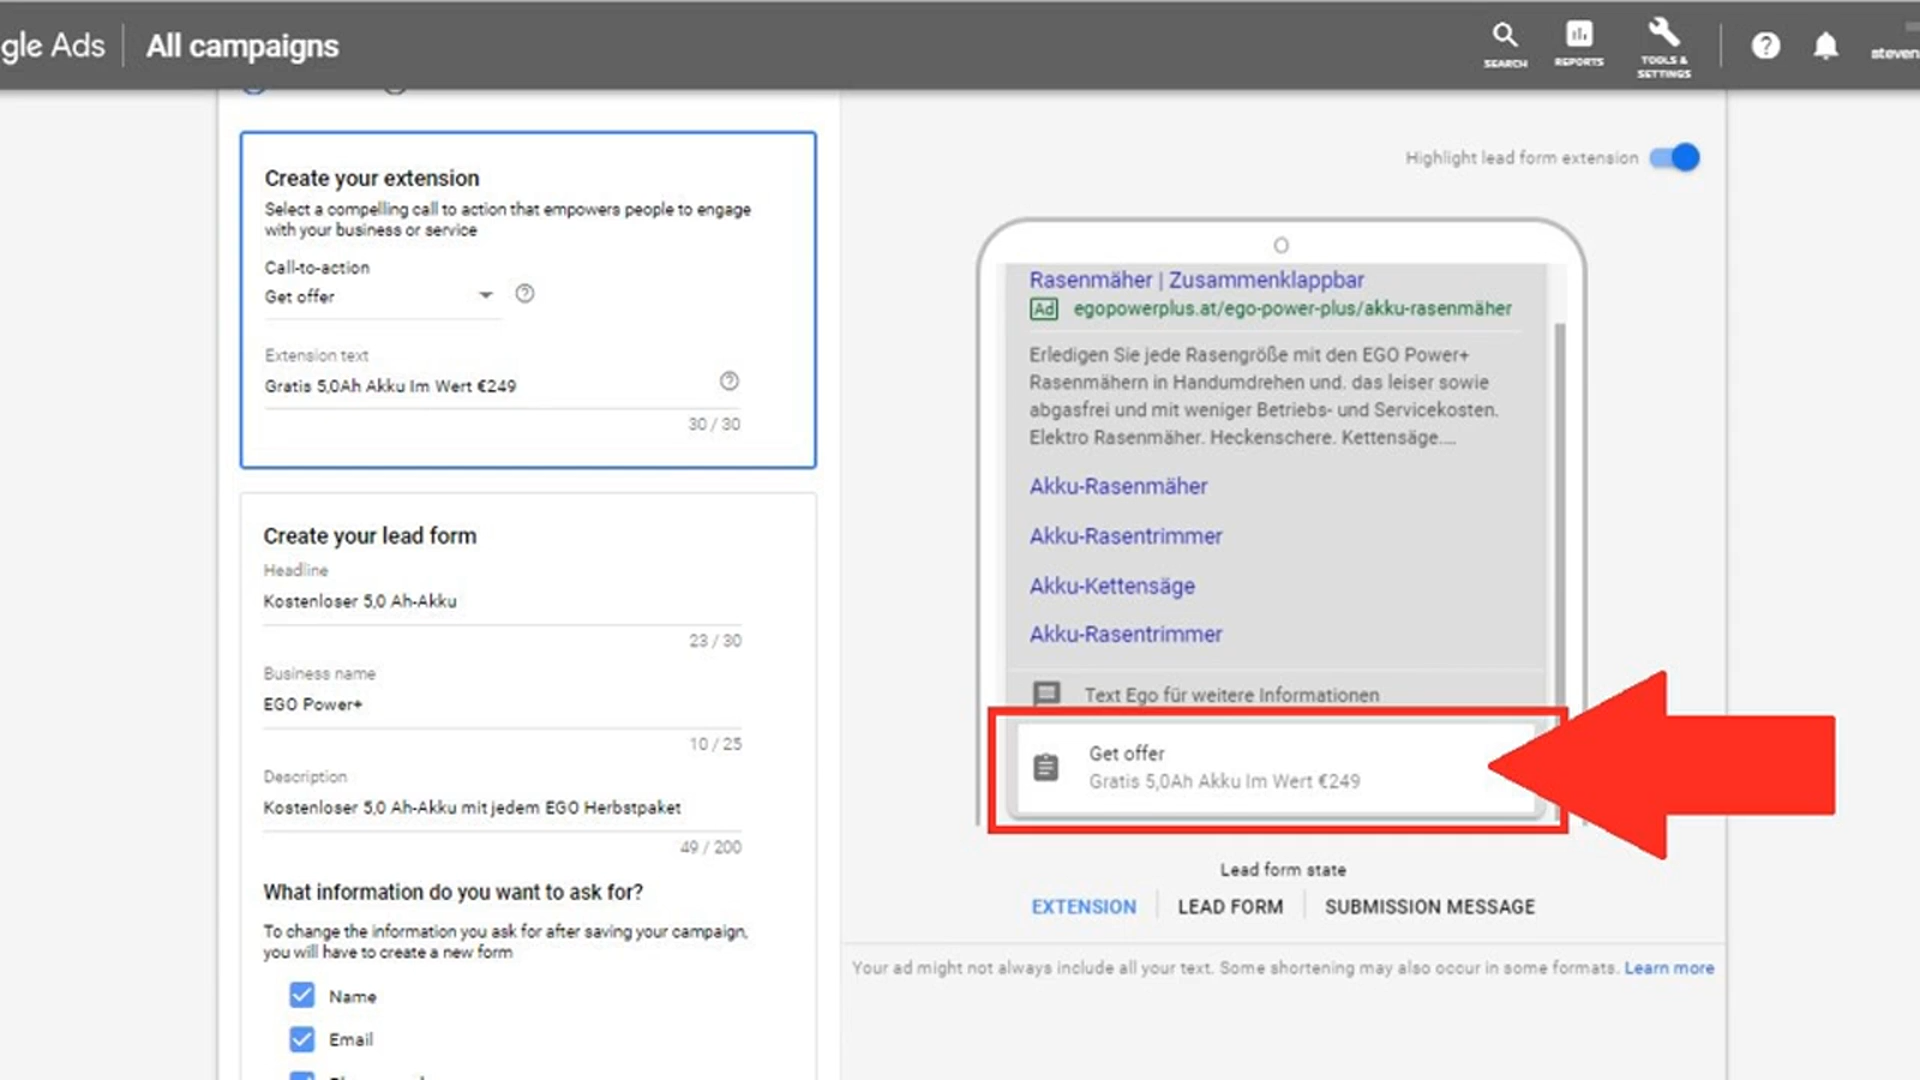 gle Ads
All campaigns
SEARCH
REPORTS
TOOLS &
SETTINGS
steven
Create your extension
Select a compelling call to action that empowers people to engage
with your business or service
Call-to-action
Get offer
Extension text
Gratis 5,0Ah Akku Im Wert €249
30 / 30
Create your lead form
Headline
Kostenloser 5,0 Ah-Akku
23 / 30
Business name
EGO Power+
10 / 25
Description
Kostenloser 5,0 Ah-Akku mit jedem EGO Herbstpaket
49 / 200
What information do you want to ask for?
To change the information you ask for after saving your campaign,
you will have to create a new form
Name
Email
Highlight lead form extension
Rasenmäher | Zusammenklappbar
Ad egopowerplus.at/ego-power-plus/akku-rasenmäher
Erledigen Sie jede Rasengröße mit den EGO Power+
Rasenmähern in Handumdrehen und. das leiser sowie
abgasfrei und mit weniger Betriebs- und Servicekosten.
Elektro Rasenmäher. Heckenschere. Kettensäge....
Akku-Rasenmäher
Akku-Rasentrimmer
Akku-Kettensäge
Akku-Rasentrimmer
Text Ego für weitere Informationen
Get offer
Gratis 5,0Ah Akku Im Wert €249
Lead form state
EXTENSION
LEAD FORM
SUBMISSION MESSAGE
Your ad might not always include all your text. Some shortening may also occur in some formats. Learn more